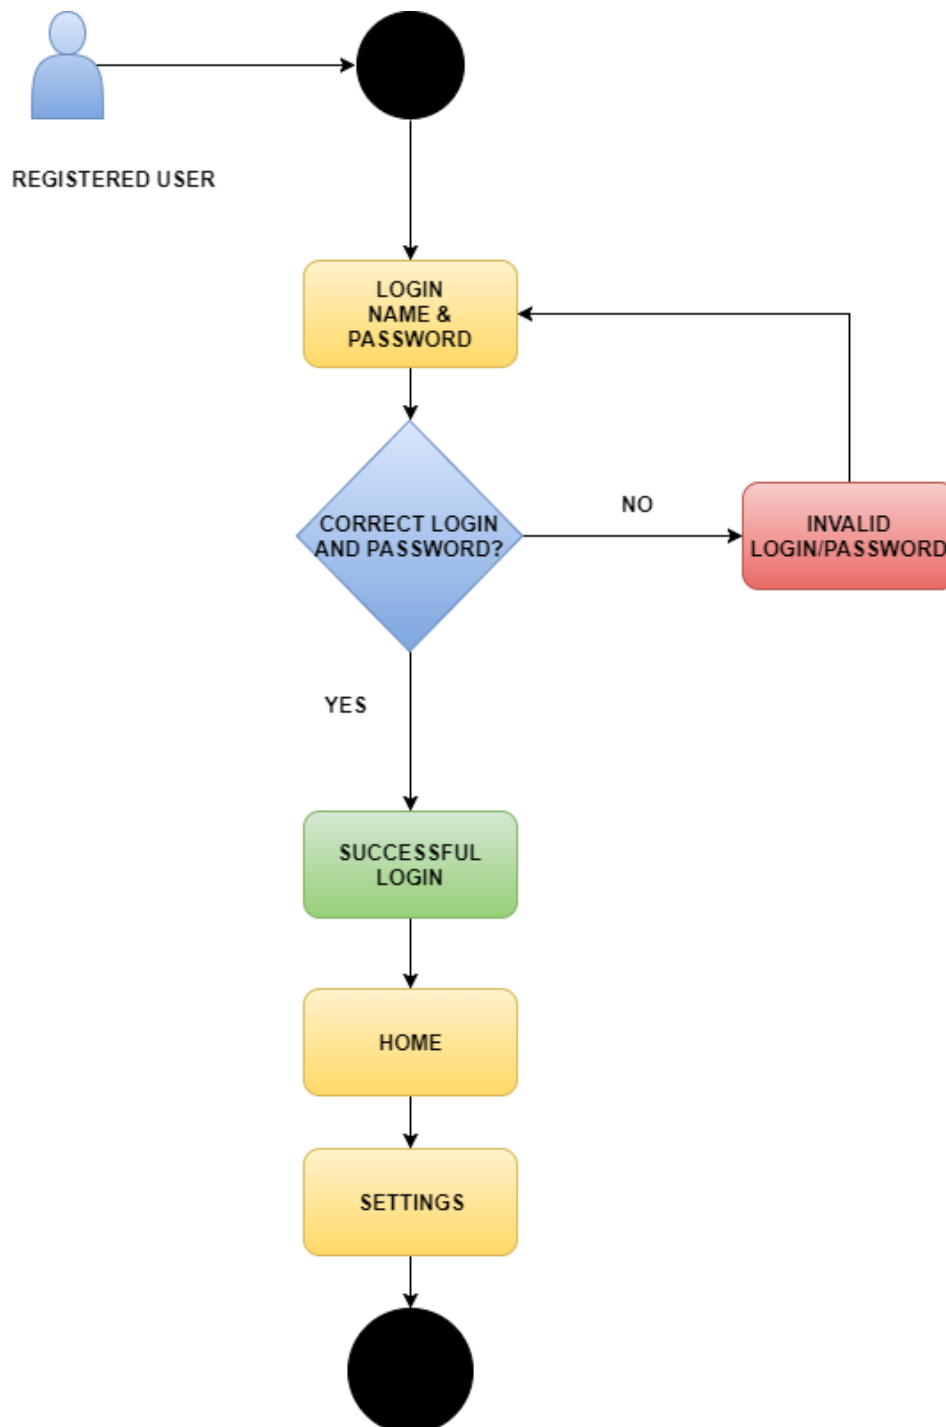 REGISTERED USER
LOGIN
NAME &
PASSWORD
CORRECT LOGIN
AND PASSWORD?
NO
INVALID
LOGIN/PASSWORD
YES
SUCCESSFUL
LOGIN
HOME
SETTINGS